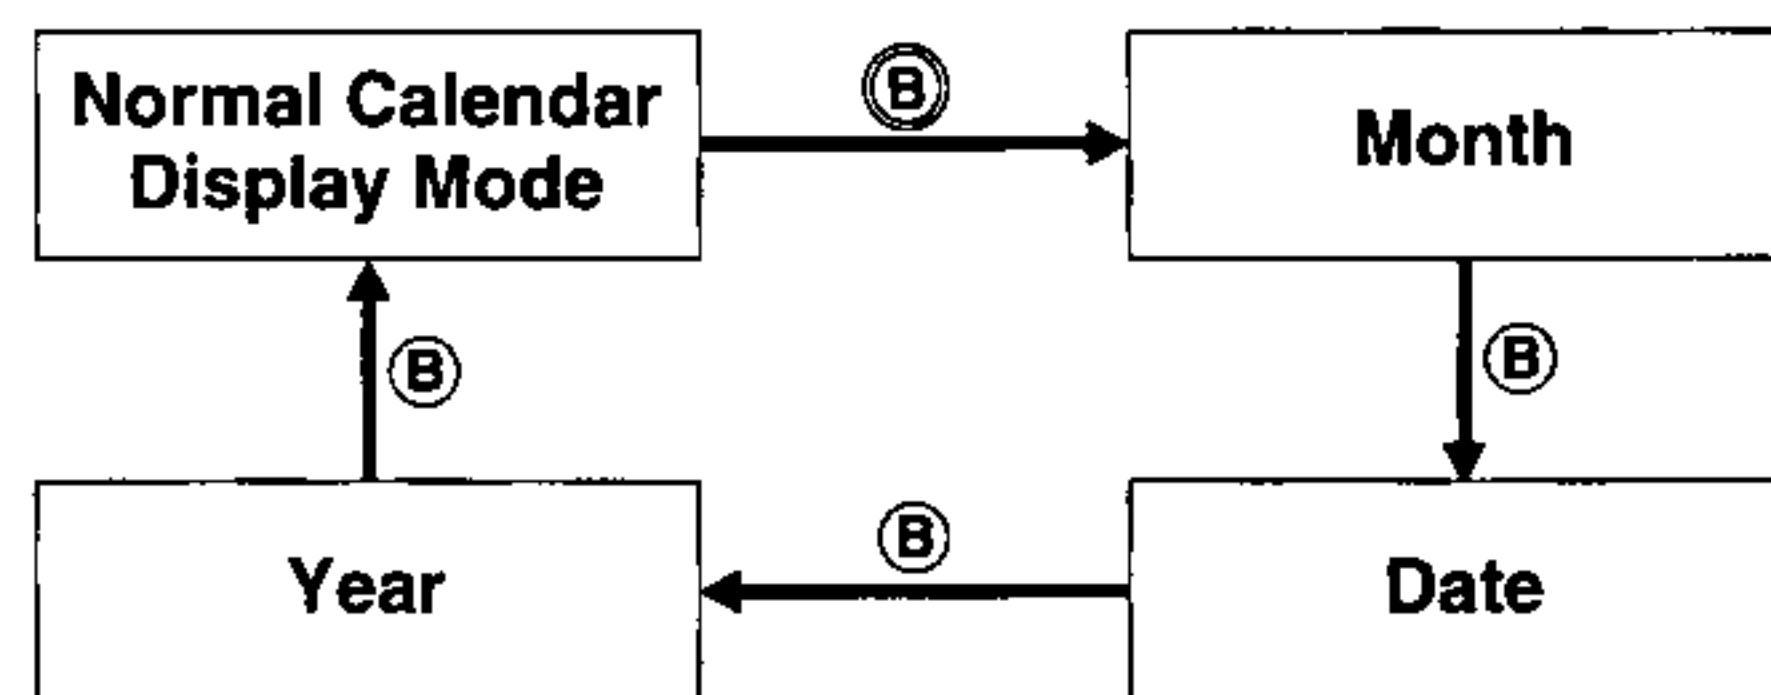 Normal Calendar
Display Mode
B
Month
B
B
Year
B
Date